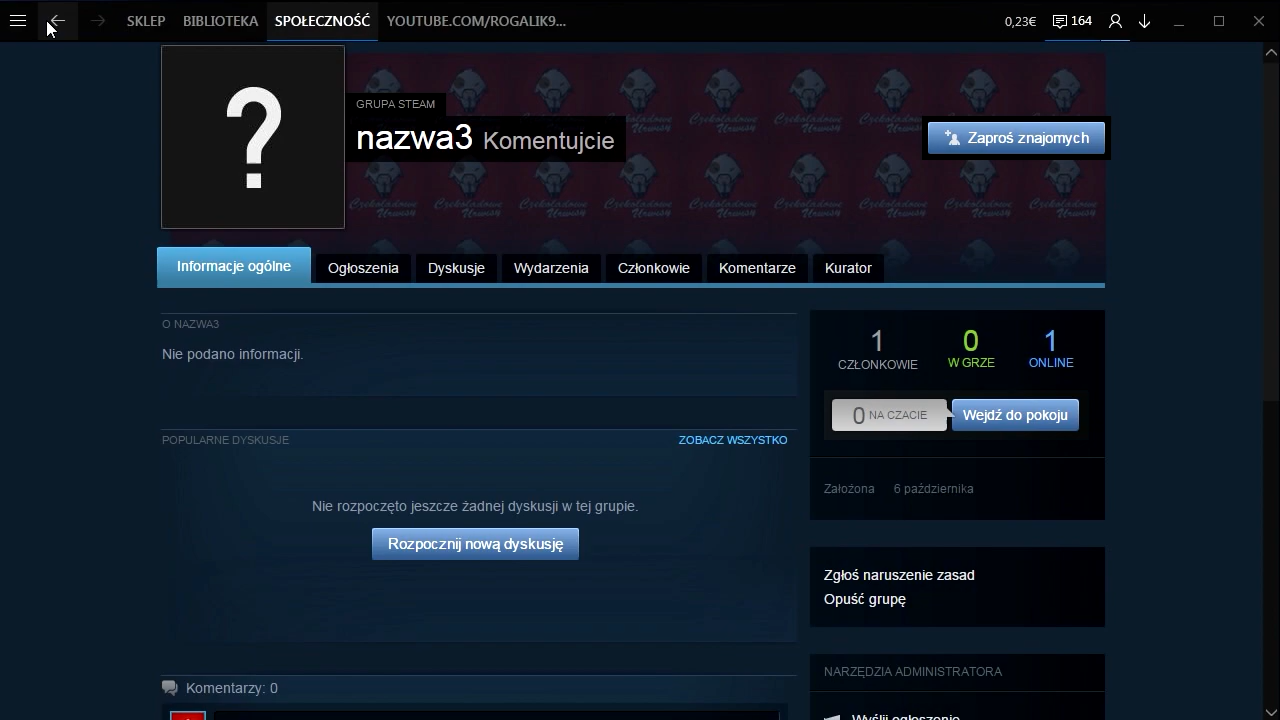 SKLEP BIBLIOTEKA SPOŁECZNOŚĆ YOUTUBE.COM/ROGALIK9... 0,23€ 164
?
GRUPA STEAM
nazwa3 Komentujcie
Zaproś znajomych
Informacje ogólne Ogłoszenia Dyskusje Wydarzenia Członkowie Komentarze Kurator
O NAZWA3
Nie podano informacji.
1 0 1
CZŁONKOWIE W GRZE ONLINE
0 NA CZACIE Wejdź do pokoju
POPULARNE DYSKUSJE ZOBACZ WSZYSTKO
Założona 6 października
Nie rozpoczęto jeszcze żadnej dyskusji w tej grupie.
Rozpocznij nową dyskusję
Zgłoś naruszenie zasad
Opuść grupę
NARZĘDZIA ADMINISTRATORA
Komentarzy: 0
Wyślij ogłoszenie